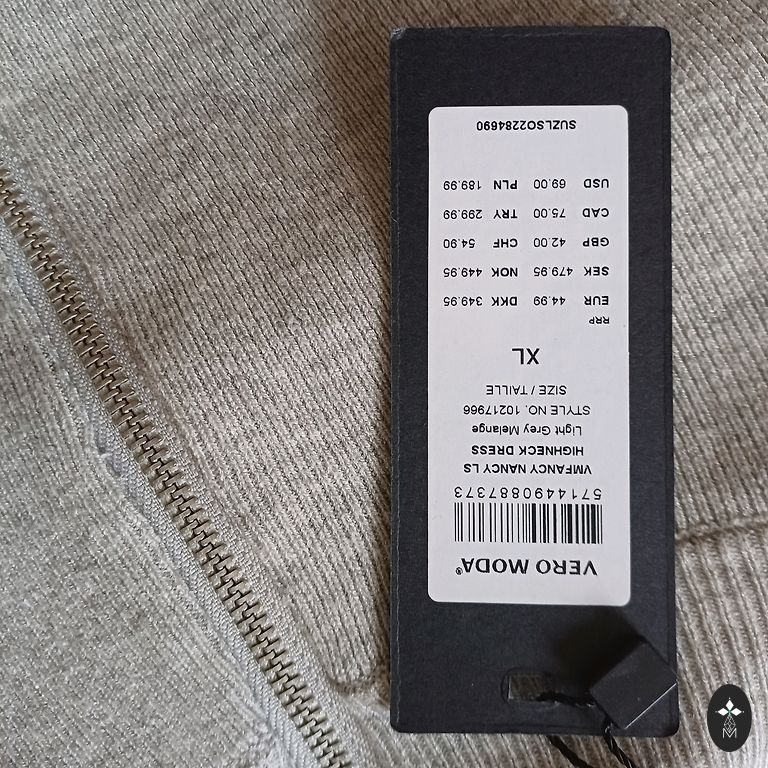 VERO MODA®
5714490887373
VMFANCY NANCY LS
HIGHNECK DRESS
Light Grey Melange
STYLE NO. 10217966
SIZE / TAILLE
XL
RRP
EUR 44.99 DKK 349.95
SEK 479.95 NOK 449.95
GBP 42.00 CHF 54.90
CAD 75.00 TRY 299.99
USD 69.00 PLN 189.99
SUZLSO2284690
M